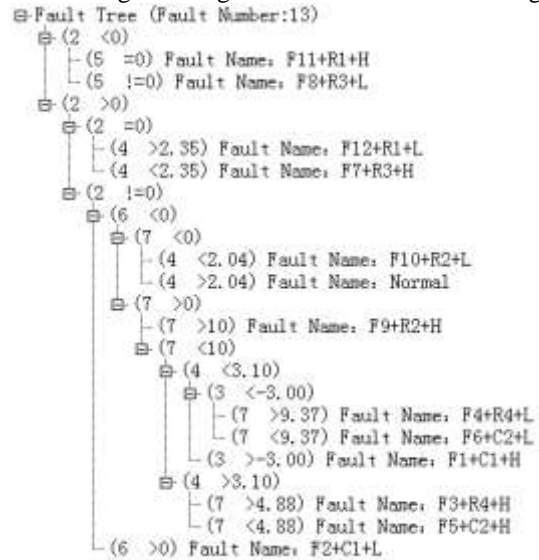 Fault Tree (Fault Number:13)
(2 <0)
(5 =0) Fault Name: F11+R1+H
(5 !=0) Fault Name: F8+R3+L
(2 >0)
(2 =0)
(4 >2.35) Fault Name: F12+R1+L
(4 <2.35) Fault Name: F7+R3+H
(2 !=0)
(6 <0)
(7 <0)
(4 <2.04) Fault Name: F10+R2+L
(4 >2.04) Fault Name: Normal
(7 >0)
(7 >10) Fault Name: F9+R2+H
(7 <10)
(4 <3.10)
(3 <-3.00)
(7 >9.37) Fault Name: F4+R4+L
(7 <9.37) Fault Name: F6+C2+L
(3 >-3.00) Fault Name: F1+C1+H
(4 >3.10)
(7 >4.88) Fault Name: F3+R4+H
(7 <4.88) Fault Name: F5+C2+H
(6 >0) Fault Name: F2+C1+L